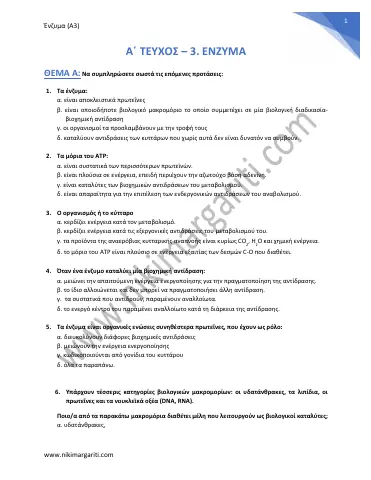 Ένζυμα (Α3)
1
Α΄ ΤΕΥΧΟΣ – 3. ΕΝΖΥΜΑ
ΘΕΜΑ Α: Να συμπληρώσετε σωστά τις επόμενες προτάσεις:
1. Τα ένζυμα:
α. είναι αποκλειστικά πρωτεΐνες
β. είναι οποιοδήποτε βιολογικό μακρομόριο το οποίο συμμετέχει σε μία βιολογική διαδικασία-
βιοχημική αντίδραση
γ. οι οργανισμοί τα προσλαμβάνουν με την τροφή τους
δ. καταλύουν αντιδράσεις των κυττάρων που χωρίς αυτά δεν είναι δυνατόν να συμβούν
2. Τα μόρια του ATP:
α. είναι συστατικά των περισσότερων πρωτεϊνών.
β. είναι πλούσια σε ενέργεια, επειδή περιέχουν την αζωτούχο βάση αδενίνη.
γ. είναι καταλύτες των βιοχημικών αντιδράσεων του μεταβολισμού.
δ. είναι απαραίτητα για την επιτέλεση των ενδεργονικών αντιδράσεων του αναβολισμού.
3. Ο οργανισμός ή το κύτταρο
α. κερδίζει ενέργεια κατά τον μεταβολισμό.
β. κερδίζει ενέργεια κατά τις εξεργονικές αντιδράσεις του μεταβολισμού του.
γ. τα προϊόντα της αναερόβιας κυτταρικής αναπνοής είναι κυρίως CO2, H2O και χημική ενέργεια.
δ. το μόριο του ATP είναι πλούσιο σε ενέργεια εξαιτίας των δεσμών C-O που διαθέτει.
4. Όταν ένα ένζυμο καταλύει μία βιοχημική αντίδραση:
α. μειώνει την απαιτούμενη ενέργεια ενεργοποίησης για την πραγματοποίηση της αντίδρασης.
β. το ίδιο αλλοιώνεται και δεν μπορεί να πραγματοποιήσει άλλη αντίδραση.
γ. τα συστατικά που αντιδρούν, παραμένουν αναλλοίωτα.
δ. το ενεργό κέντρο του παραμένει αναλλοίωτο κατά τη διάρκεια της αντίδρασης.
5. Τα ένζυμα είναι οργανικές ενώσεις συνηθέστερα πρωτεΐνες, που έχουν ως ρόλο:
α. διευκολύνουν διάφορες βιοχημικές αντιδράσεις
β. μειώνουν την ενέργεια ενεργοποίησης
γ. κωδικοποιούνται από γονίδια του κυττάρου
δ. όλα τα παραπάνω.
6. Υπάρχουν τέσσερις κατηγορίες βιολογικών μακρομορίων: οι υδατάνθρακες, τα λιπίδια, οι
πρωτεΐνες και τα νουκλεϊκά οξέα (DNA, RNA).
Ποιο/α από τα παρακάτω μακρομόρια διαθέτει μέλη που λειτουργούν ως βιολογικοί καταλύτες;
α. υδατάνθρακες,
www.nikimargariti.com
www.nikimargariti.com